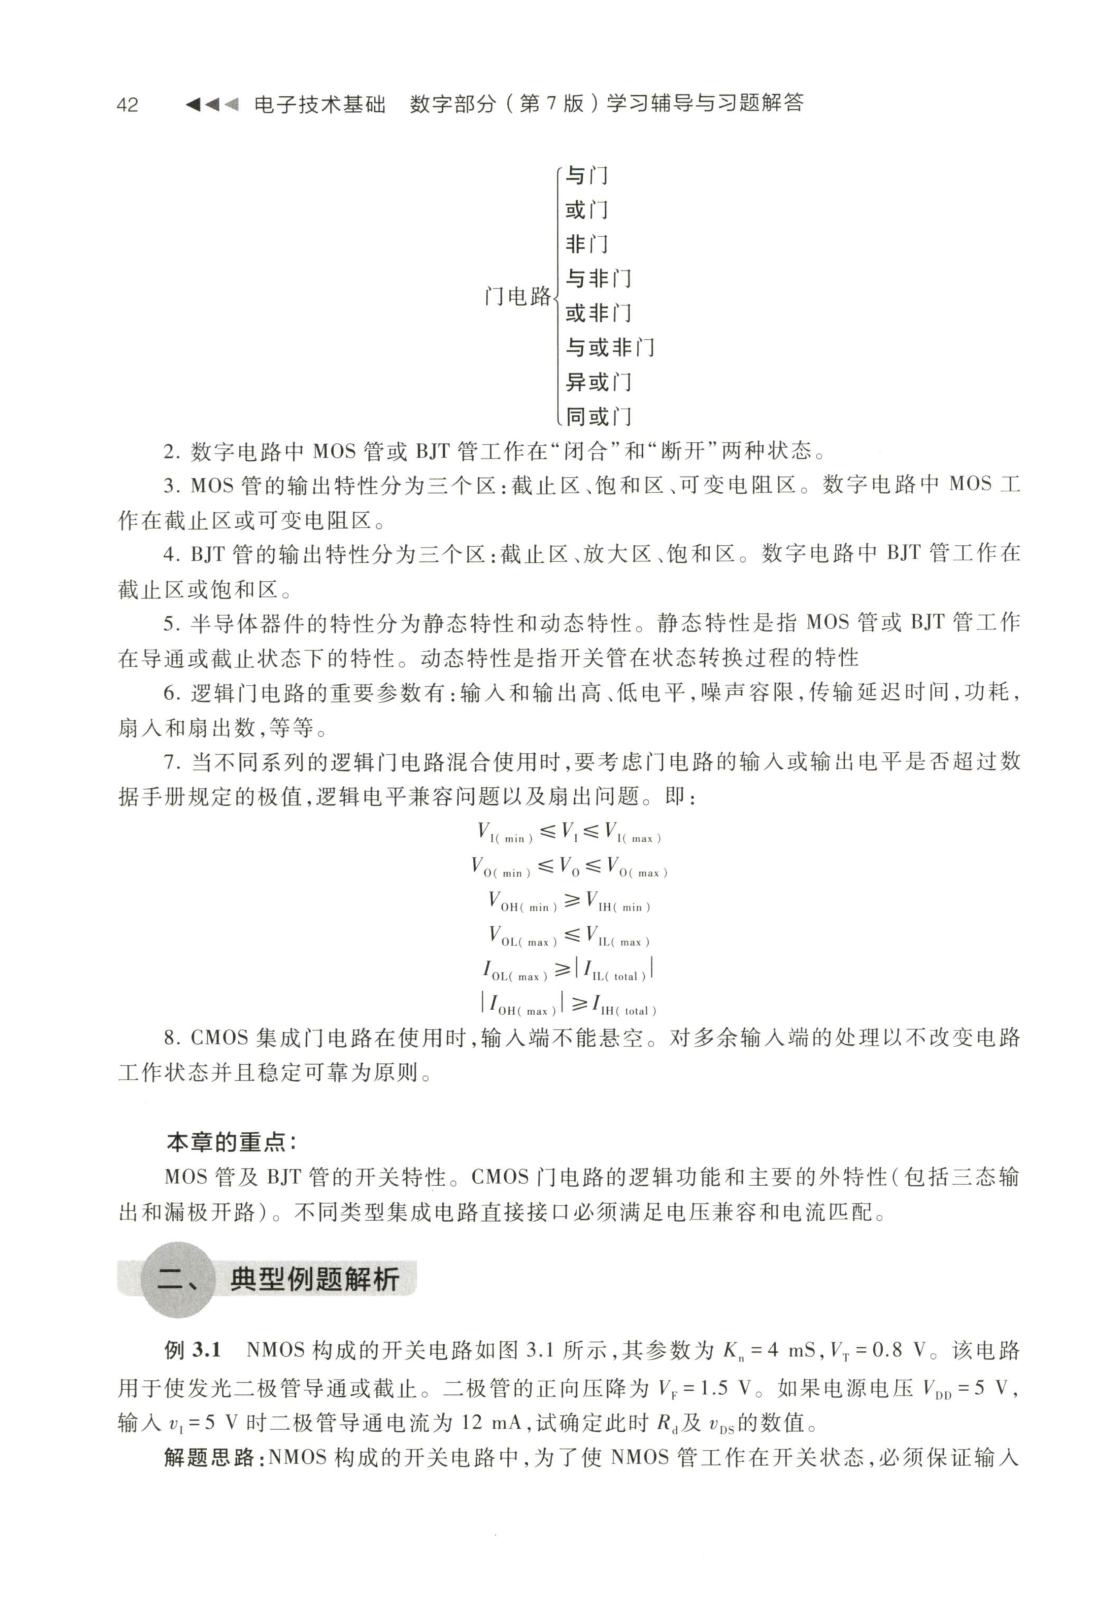 42 ◀◀◀ 电子技术基础 数字部分(第7版)学习辅导与习题解答
与门
或门
非门
与非门
门电路
或非门
与或非门
异或门
同或门
2. 数字电路中 MOS 管或 BJT 管工作在“闭合”和“断开”两种状态。
3. MOS 管的输出特性分为三个区:截止区、饱和区、可变电阻区。数字电路中 MOS 工
作在截止区或可变电阻区。
4. BJT 管的输出特性分为三个区:截止区、放大区、饱和区。数字电路中 BJT 管工作在
截止区或饱和区。
5. 半导体器件的特性分为静态特性和动态特性。静态特性是指 MOS 管或 BJT 管工作
在导通或截止状态下的特性。动态特性是指开关管在状态转换过程的特性
6. 逻辑门电路的重要参数有:输入和输出高、低电平,噪声容限,传输延迟时间,功耗,
扇入和扇出数,等等。
7. 当不同系列的逻辑门电路混合使用时,要考虑门电路的输入或输出电平是否超过数
据手册规定的极值,逻辑电平兼容问题以及扇出问题。即:
V_I(min) ≤ V_I ≤ V_I(max)
V_O(min) ≤ V_O ≤ V_O(max)
V_OH(min) ≥ V_IH(min)
V_OL(max) ≤ V_IL(max)
I_OL(max) ≥ |I_IL(total)|
|I_OH(max)| ≥ I_IH(total)
8. CMOS 集成门电路在使用时,输入端不能悬空。对多余输入端的处理以不改变电路
工作状态并且稳定可靠为原则。
本章的重点:
MOS 管及 BJT 管的开关特性。CMOS 门电路的逻辑功能和主要的外特性(包括三态输
出和漏极开路)。不同类型集成电路直接接口必须满足电压兼容和电流匹配。
二、 典型例题解析
例 3.1 NMOS 构成的开关电路如图 3.1 所示,其参数为 K_n = 4 mS, V_T = 0.8 V。该电路
用于使发光二极管导通或截止。二极管的正向压降为 V_F = 1.5 V。如果电源电压 V_DD = 5 V,
输入 v_I = 5 V 时二极管导通电流为 12 mA,试确定此时 R_d 及 v_DS 的数值。
解题思路:NMOS 构成的开关电路中,为了使 NMOS 管工作在开关状态,必须保证输入